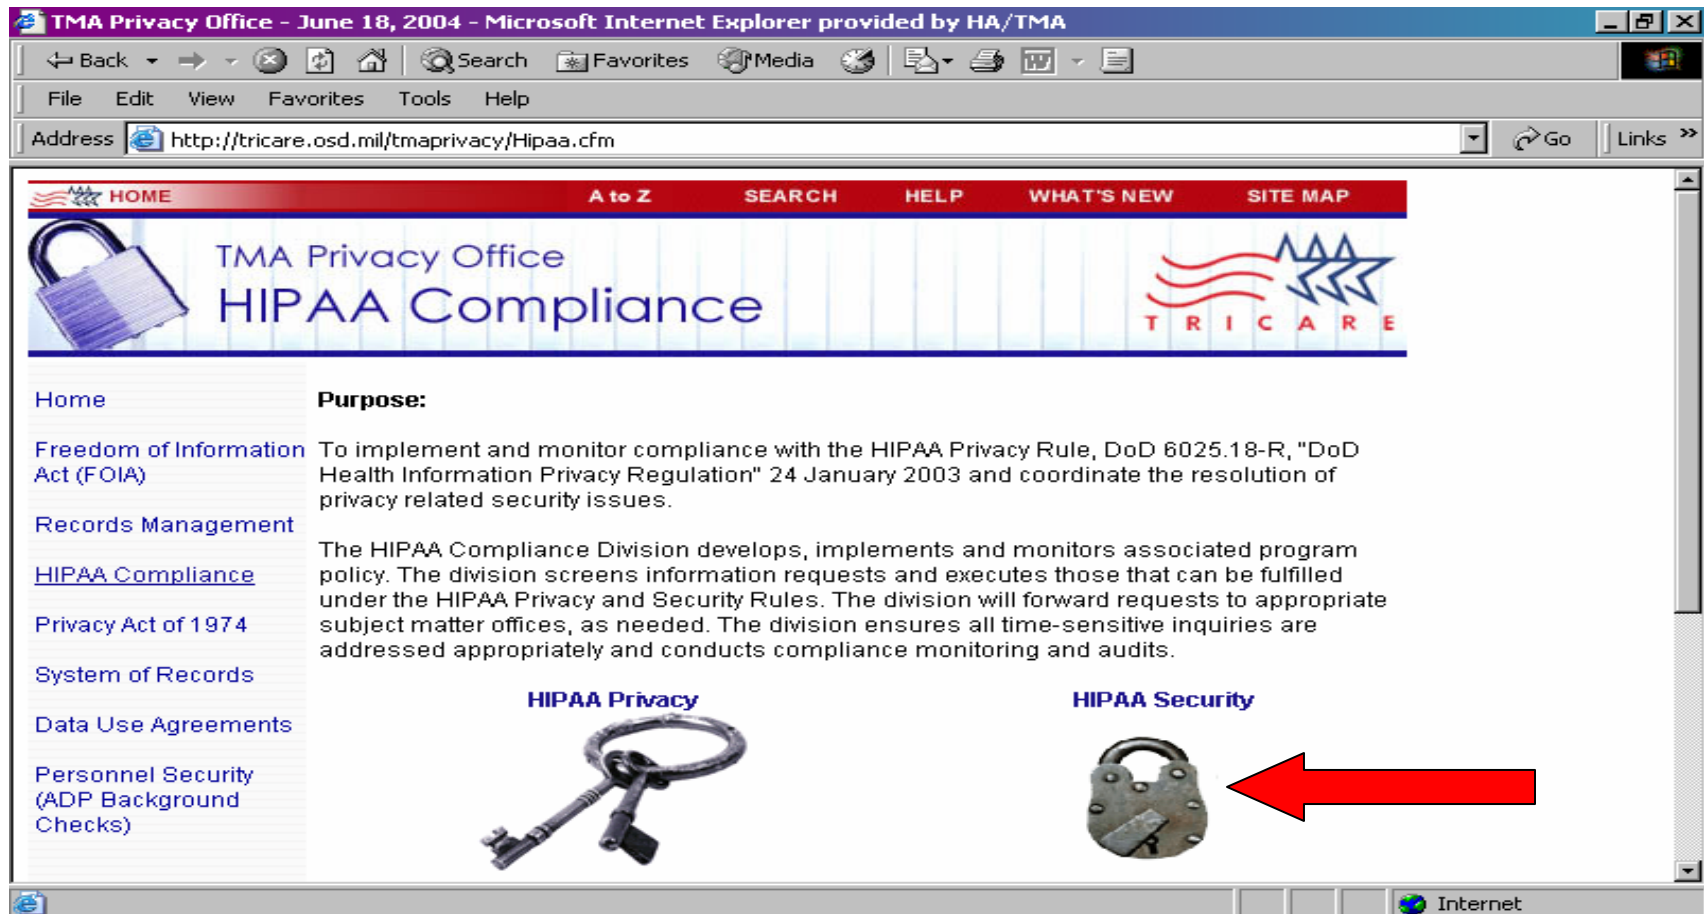 TMA Privacy Office - June 18, 2004 - Microsoft Internet Explorer provided by HA/TMA
Back Search Favorites Media
File Edit View Favorites Tools Help
Address http://tricare.osd.mil/tmaprivacy/Hipaa.cfm Go Links »
HOME A to Z SEARCH HELP WHAT'S NEW SITE MAP
TMA Privacy Office
HIPAA Compliance
TRICARE
Home
Freedom of Information
Act (FOIA)
Records Management
HIPAA Compliance
Privacy Act of 1974
System of Records
Data Use Agreements
Personnel Security
(ADP Background
Checks)
Purpose:
To implement and monitor compliance with the HIPAA Privacy Rule, DoD 6025.18-R, "DoD
Health Information Privacy Regulation" 24 January 2003 and coordinate the resolution of
privacy related security issues.
The HIPAA Compliance Division develops, implements and monitors associated program
policy. The division screens information requests and executes those that can be fulfilled
under the HIPAA Privacy and Security Rules. The division will forward requests to appropriate
subject matter offices, as needed. The division ensures all time-sensitive inquiries are
addressed appropriately and conducts compliance monitoring and audits.
HIPAA Privacy HIPAA Security
Internet